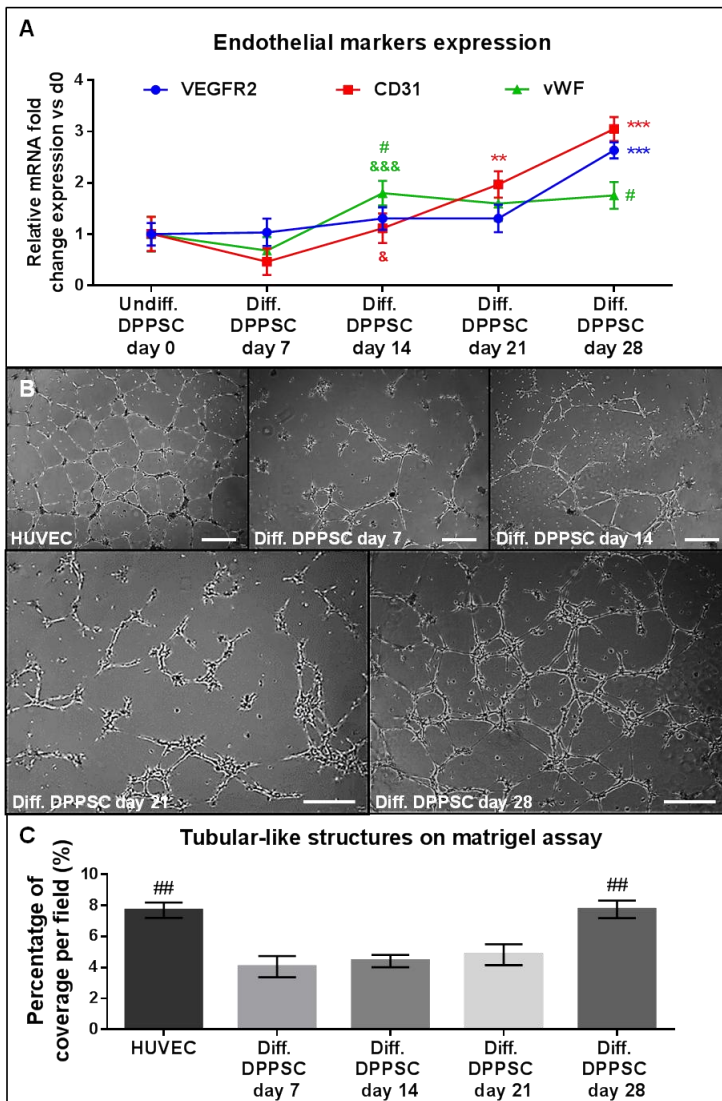 A
Endothelial markers expression
VEGFR2 CD31 vWF
Relative mRNA fold
change expression vs d0
4
3
2
1
0
#
&&&
&
**
***
***
#
Undiff.
DPPSC
day 0
Diff.
DPPSC
day 7
Diff.
DPPSC
day 14
Diff.
DPPSC
day 21
Diff.
DPPSC
day 28
B
HUVEC
Diff. DPPSC day 7
Diff. DPPSC day 14
Diff. DPPSC day 21
Diff. DPPSC day 28
C
Tubular-like structures on matrigel assay
Percentatge of
coverage per field (%)
10
8
6
4
2
0
##
##
HUVEC
Diff.
DPPSC
day 7
Diff.
DPPSC
day 14
Diff.
DPPSC
day 21
Diff.
DPPSC
day 28